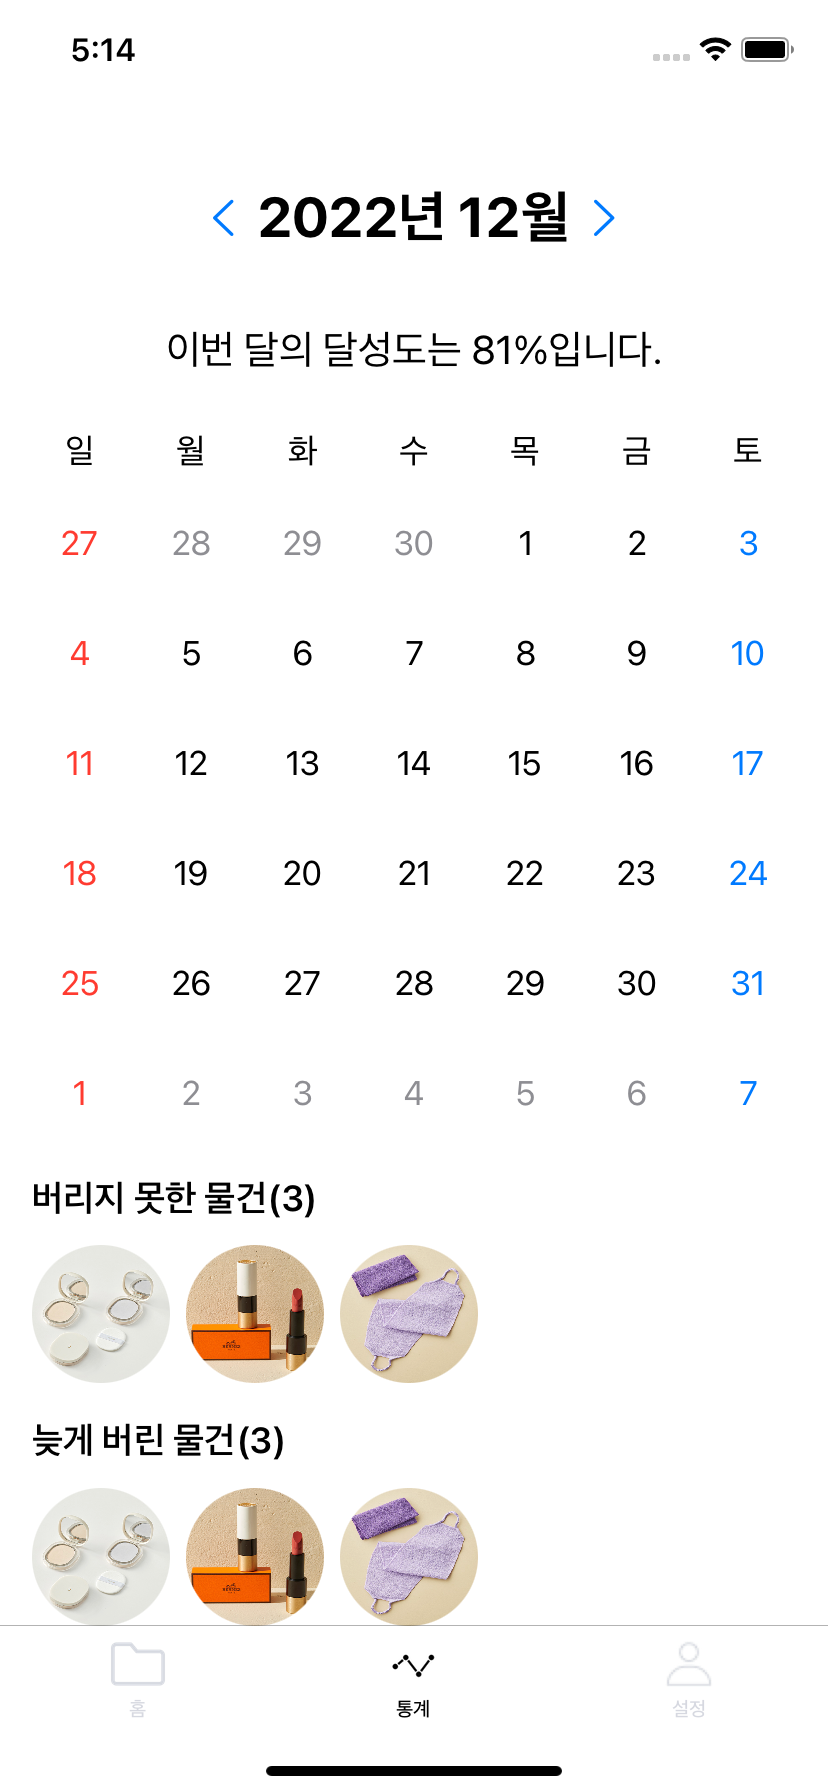 5:14
2022년 12월
이번 달의 달성도는 81%입니다.
일 월 화 수 목 금 토
27 28 29 30 1 2 3
4 5 6 7 8 9 10
11 12 13 14 15 16 17
18 19 20 21 22 23 24
25 26 27 28 29 30 31
1 2 3 4 5 6 7
버리지 못한 물건(3)
늦게 버린 물건(3)
홈 통계 설정